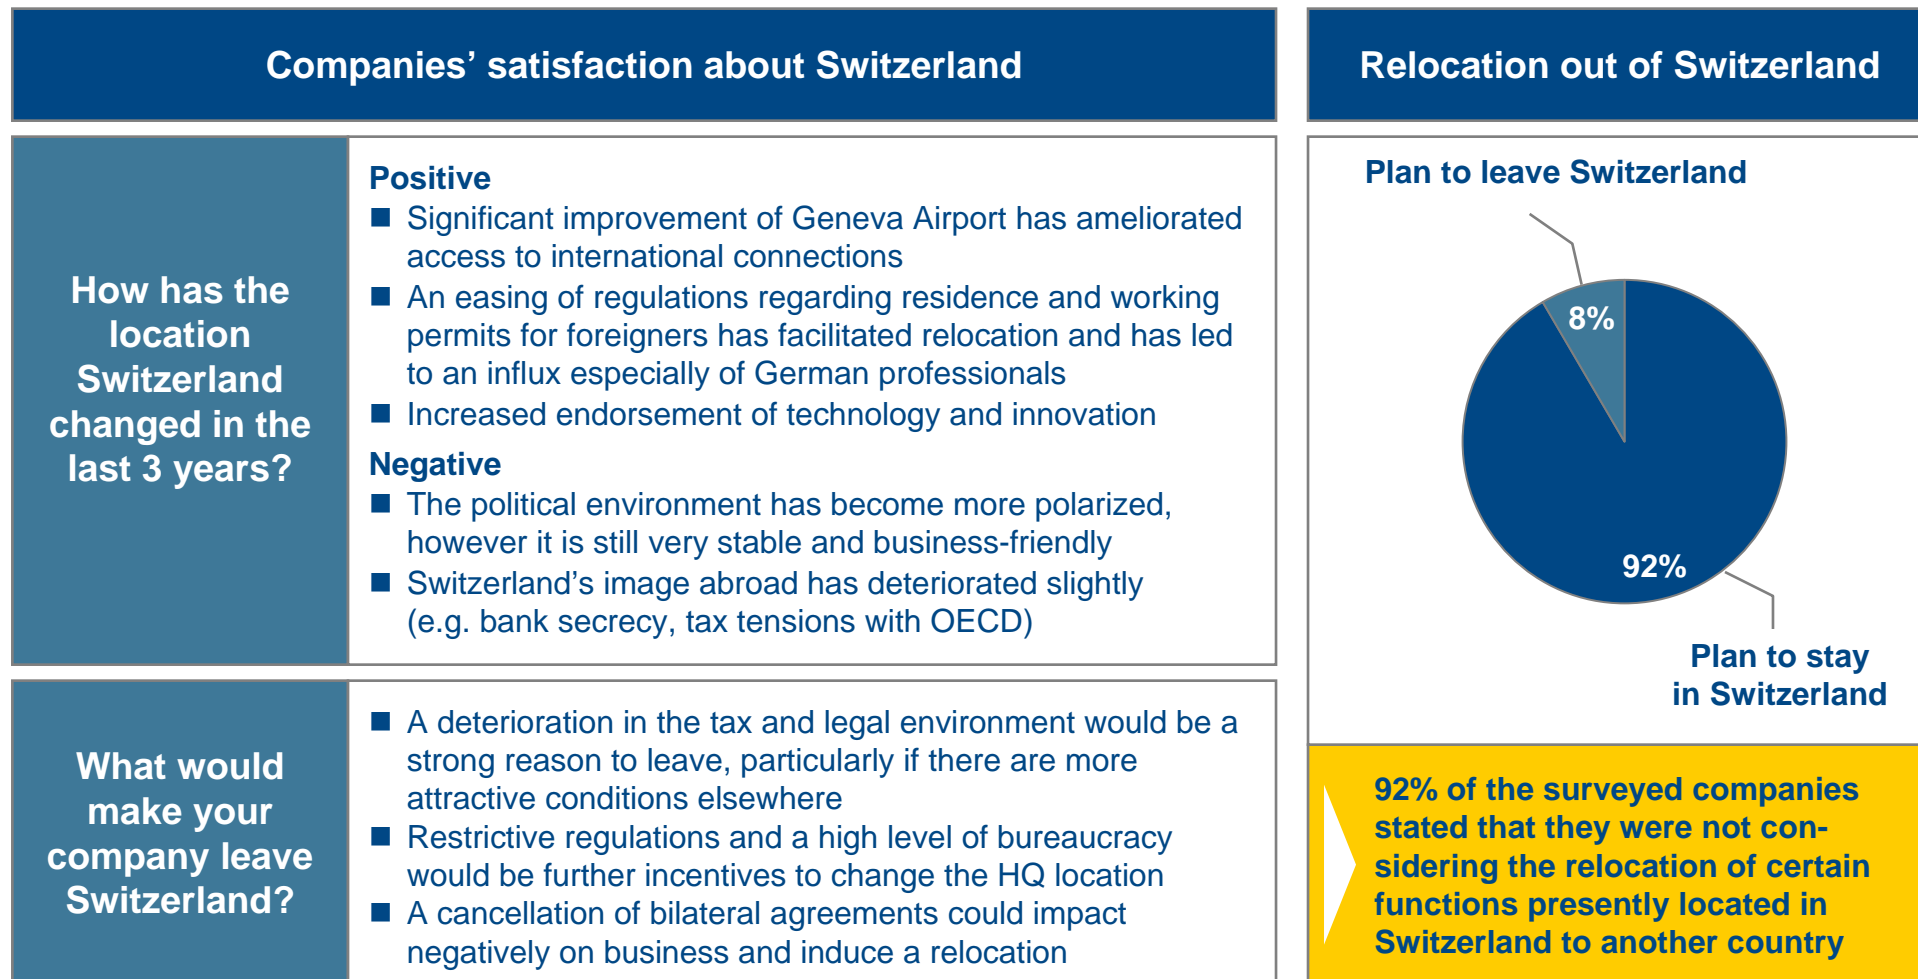 Companies’ satisfaction about Switzerland
How has the
location
Switzerland
changed in the
last 3 years?
Positive
Significant improvement of Geneva Airport has ameliorated
access to international connections
An easing of regulations regarding residence and working
permits for foreigners has facilitated relocation and has led
to an influx especially of German professionals
Increased endorsement of technology and innovation
Negative
The political environment has become more polarized,
however it is still very stable and business-friendly
Switzerland’s image abroad has deteriorated slightly
(e.g. bank secrecy, tax tensions with OECD)
What would
make your
company leave
Switzerland?
A deterioration in the tax and legal environment would be a
strong reason to leave, particularly if there are more
attractive conditions elsewhere
Restrictive regulations and a high level of bureaucracy
would be further incentives to change the HQ location
A cancellation of bilateral agreements could impact
negatively on business and induce a relocation
Relocation out of Switzerland
Plan to leave Switzerland
8%
92%
Plan to stay
in Switzerland
92% of the surveyed companies
stated that they were not con-
sidering the relocation of certain
functions presently located in
Switzerland to another country